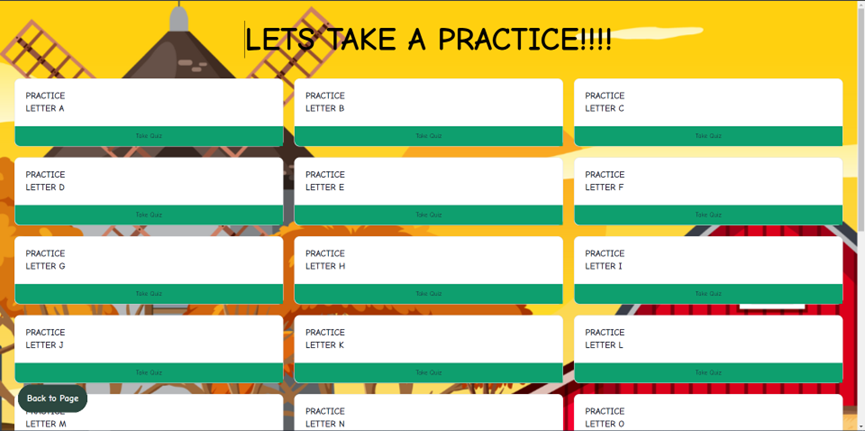 LETS TAKE A PRACTICE!!!!
PRACTICE
LETTER A
Take Quiz
PRACTICE
LETTER B
Take Quiz
PRACTICE
LETTER C
Take Quiz
PRACTICE
LETTER D
Take Quiz
PRACTICE
LETTER E
Take Quiz
PRACTICE
LETTER F
Take Quiz
PRACTICE
LETTER G
Take Quiz
PRACTICE
LETTER H
Take Quiz
PRACTICE
LETTER I
Take Quiz
PRACTICE
LETTER J
Take Quiz
PRACTICE
LETTER K
Take Quiz
PRACTICE
LETTER L
Take Quiz
Back to Page
PRACTICE
LETTER M
PRACTICE
LETTER N
PRACTICE
LETTER O